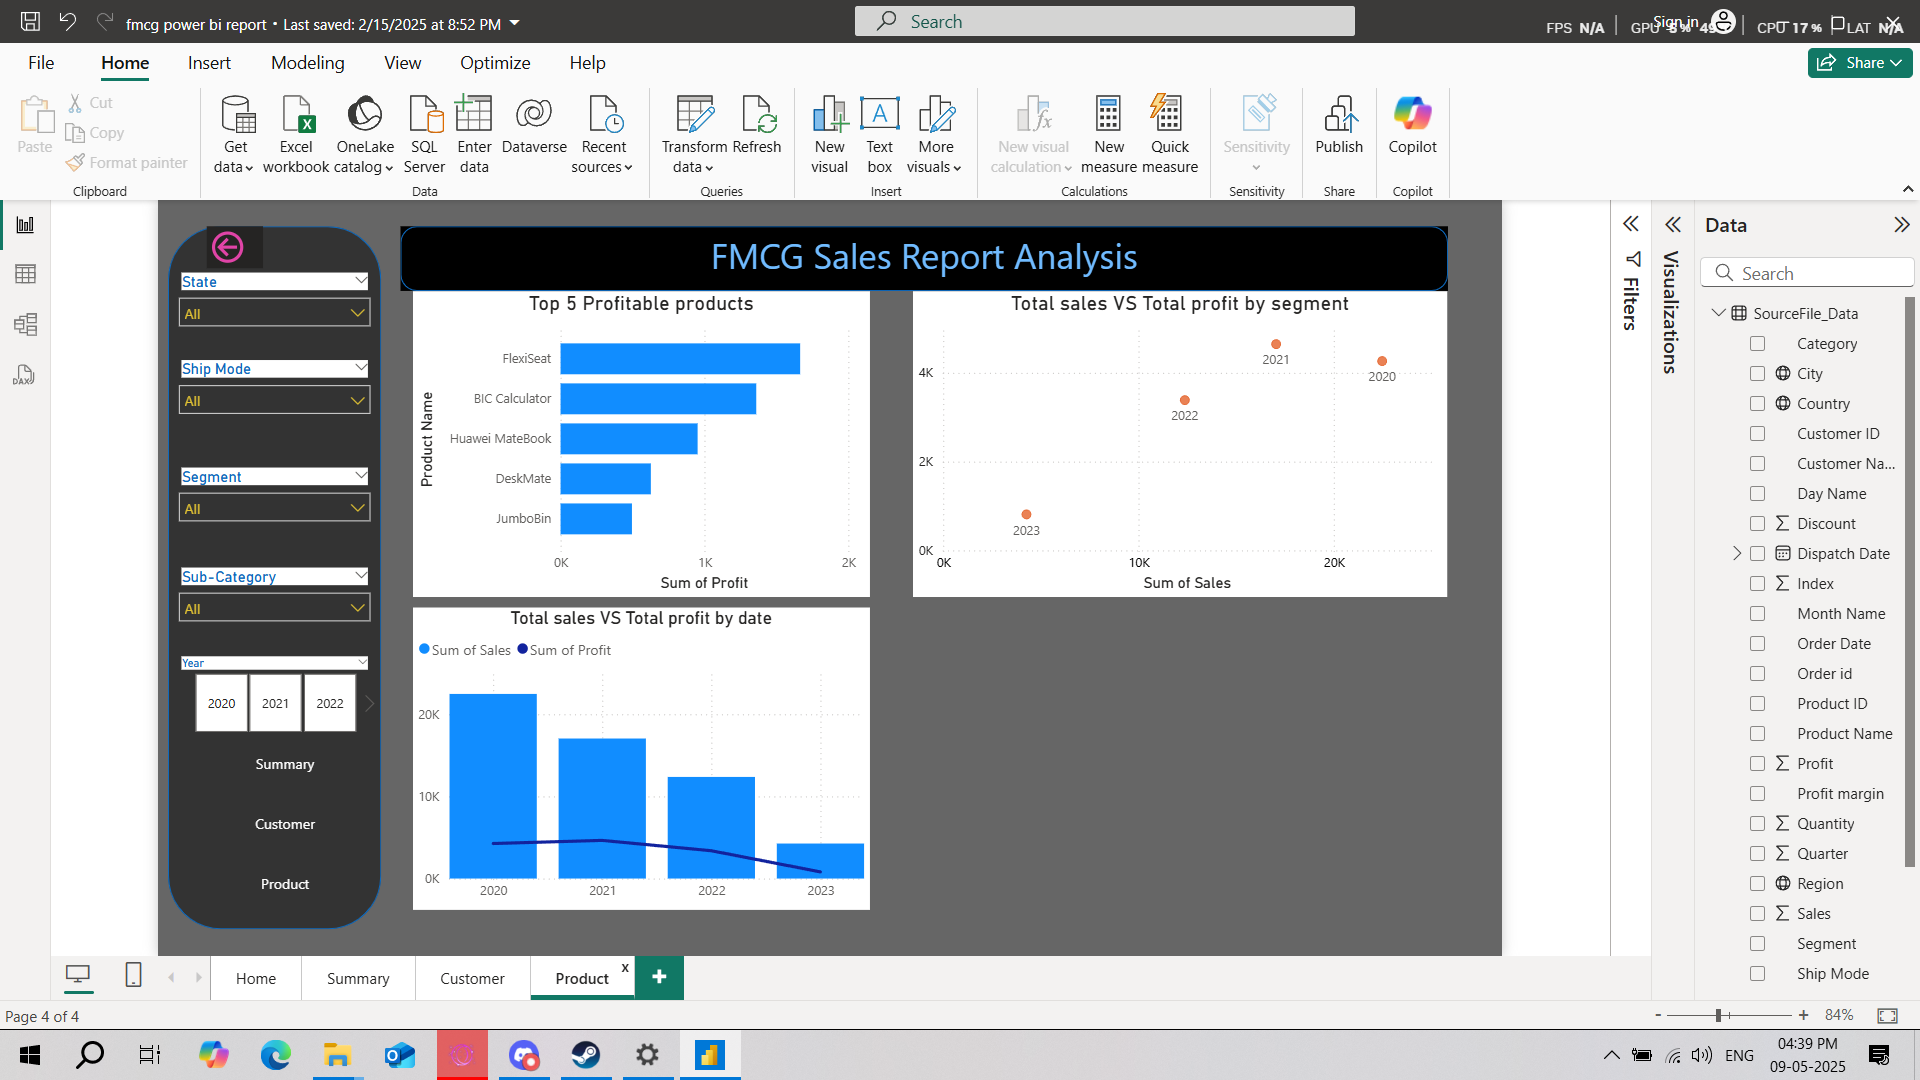 fmcg power bi report • Last saved: 2/15/2025 at 8:52 PM
Search
FPS N/A
GPU
Sign in
CPU 17 %
LAT N/A
File
Home
Insert
Modeling
View
Optimize
Help
Share
Paste
Cut
Copy
Format painter
Clipboard
Get data
Excel workbook
OneLake catalog
SQL Server
Enter data
Dataverse
Recent sources
Data
Transform data
Refresh
Queries
New visual
Text box
More visuals
Insert
New visual calculation
New measure
Quick measure
Calculations
Sensitivity
Sensitivity
Publish
Share
Copilot
Copilot
State
All
Ship Mode
All
Segment
All
Sub-Category
All
Year
2020
2021
2022
Summary
Customer
Product
FMCG Sales Report Analysis
Top 5 Profitable products
Product Name
FlexiSeat
BIC Calculator
Huawei MateBook
DeskMate
JumboBin
0K
1K
2K
Sum of Profit
Total sales VS Total profit by segment
4K
2K
0K
2021
2020
2022
2023
0K
10K
20K
Sum of Sales
Total sales VS Total profit by date
Sum of Sales
Sum of Profit
20K
10K
0K
2020
2021
2022
2023
Filters
Visualizations
Data
Search
SourceFile_Data
Category
City
Country
Customer ID
Customer Na...
Day Name
Discount
Dispatch Date
Index
Month Name
Order Date
Order id
Product ID
Product Name
Profit
Profit margin
Quantity
Quarter
Region
Sales
Segment
Ship Mode
Home
Summary
Customer
Product
x
+
Page 4 of 4
- + 84%
ENG
04:39 PM
09-05-2025